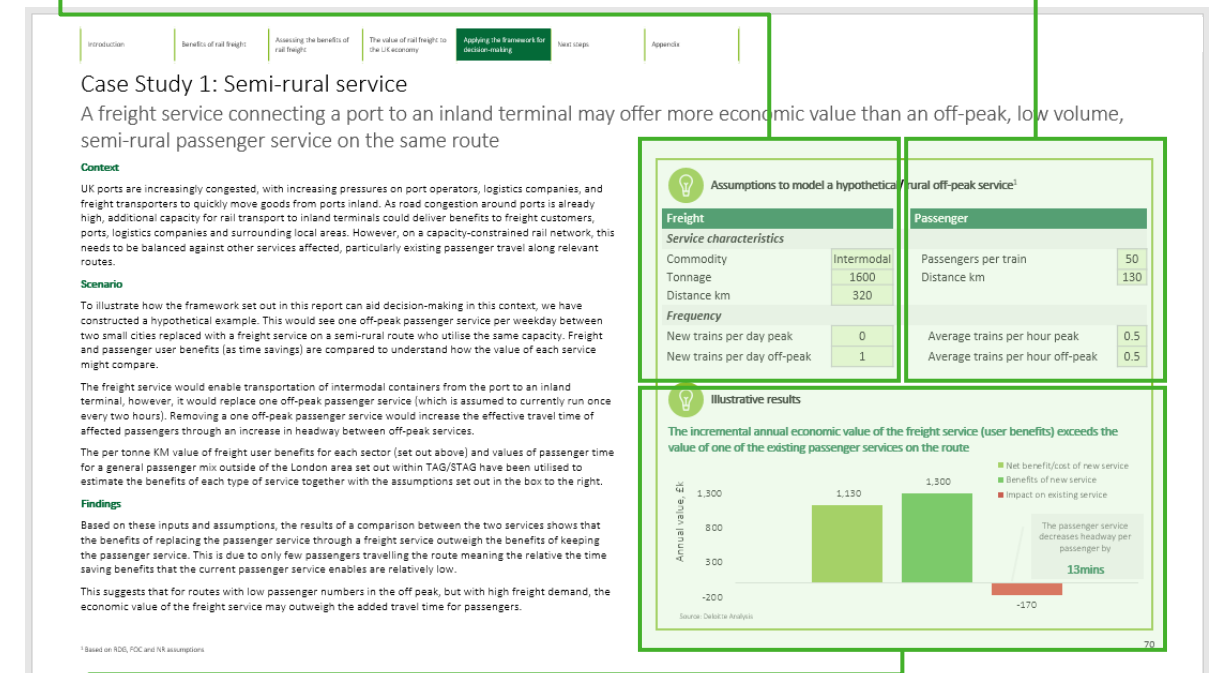 Introduction
Benefits of rail freight
Assessing the benefits of
rail freight
The value of rail freight to
the UK economy
Applying the framework for
decision-making
Next steps
Appendix
Case Study 1: Semi-rural service
A freight service connecting a port to an inland terminal may offer more economic value than an off-peak, low volume,
semi-rural passenger service on the same route
Context
UK ports are increasingly congested, with increasing pressures on port operators, logistics companies, and
freight transporters to quickly move goods from ports inland. As road congestion around ports is already
high, additional capacity for rail transport to inland terminals could deliver benefits to freight customers,
ports, logistics companies and surrounding local areas. However, on a capacity-constrained rail network, this
needs to be balanced against other services affected, particularly existing passenger travel along relevant
routes.
Scenario
To illustrate how the framework set out in this report can aid decision-making in this context, we have
constructed a hypothetical example. This would see one off-peak passenger service per weekday between
two small cities replaced with a freight service on a semi-rural route who utilise the same capacity. Freight
and passenger user benefits (as time savings) are compared to understand how the value of each service
might compare.
The freight service would enable transportation of intermodal containers from the port to an inland
terminal, however, it would replace one off-peak passenger service (which is assumed to currently run once
every two hours). Removing a one off-peak passenger service would increase the effective travel time of
affected passengers through an increase in headway between off-peak services.
The per tonne KM value of freight user benefits for each sector (set out above) and values of passenger time
for a general passenger mix outside of the London area set out within TAG/STAG have been utilised to
estimate the benefits of each type of service together with the assumptions set out in the box to the right.
Findings
Based on these inputs and assumptions, the results of a comparison between the two services shows that
the benefits of replacing the passenger service through a freight service outweigh the benefits of keeping
the passenger service. This is due to only few passengers travelling the route meaning the relative the time
saving benefits that the current passenger service enables are relatively low.
This suggests that for routes with low passenger numbers in the off peak, but with high freight demand, the
economic value of the freight service may outweigh the added travel time for passengers.
1 Based on RDG, FOC and NR assumptions
Assumptions to model a hypothetical/rural off-peak service1
Freight Passenger
Service characteristics
Commodity Intermodal Passengers per train 50
Tonnage 1600 Distance km 130
Distance km 320
Frequency
New trains per day peak 0 Average trains per hour peak 0.5
New trains per day off-peak 1 Average trains per hour off-peak 0.5
Illustrative results
The incremental annual economic value of the freight service (user benefits) exceeds the
value of one of the existing passenger services on the route
Net benefit/cost of new service
Benefits of new service
Impact on existing service
Annual value, £k
1,300
800
300
-200
1,130
1,300
-170
The passenger service
decreases headway per
passenger by
13mins
Source: Deloitte Analysis
70